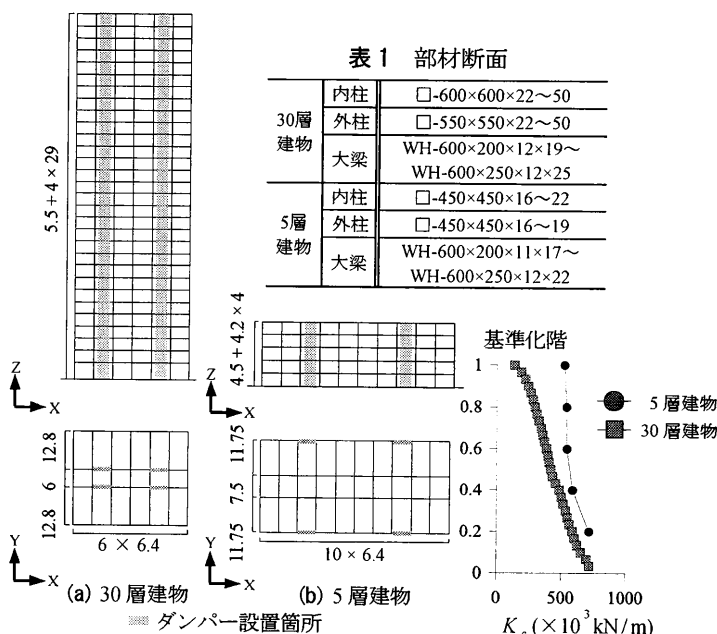 表 1 部材断面
30層建物 内柱 □-600×600×22～50
外柱 □-550×550×22～50
大梁 WH-600×200×12×19～
WH-600×250×12×25
5層建物 内柱 □-450×450×16～22
外柱 □-450×450×16～19
大梁 WH-600×200×11×17～
WH-600×250×12×22
5.5 + 4 × 29
Z
X
4.5 + 4.2 × 4
Z
X
12.8
6
12.8
6 × 6.4
Y
X
(a) 30 層建物
11.75
7.5
11.75
10 × 6.4
Y
X
(b) 5 層建物
ダンパー設置箇所
基準化階
1
0.8
0.6
0.4
0.2
0
0 500 1000
5 層建物
30 層建物